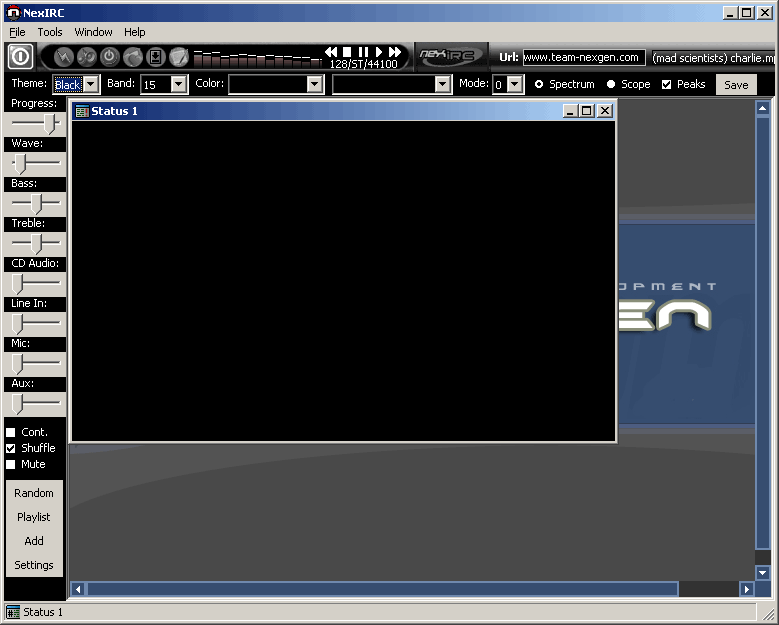 NexIRC
File Tools Window Help
128/ST/44100
nexIRC
Url: www.team-nexgen.com (mad scientists) charlie.m
Theme: Black Band: 15 Color: Mode: 0 Spectrum Scope Peaks Save
Progress:
Status 1
Wave:
Bass:
Treble:
CD Audio:
OPMENT
Line In:
EN
Mic:
Aux:
Cont.
Shuffle
Mute
Random
Playlist
Add
Settings
Status 1